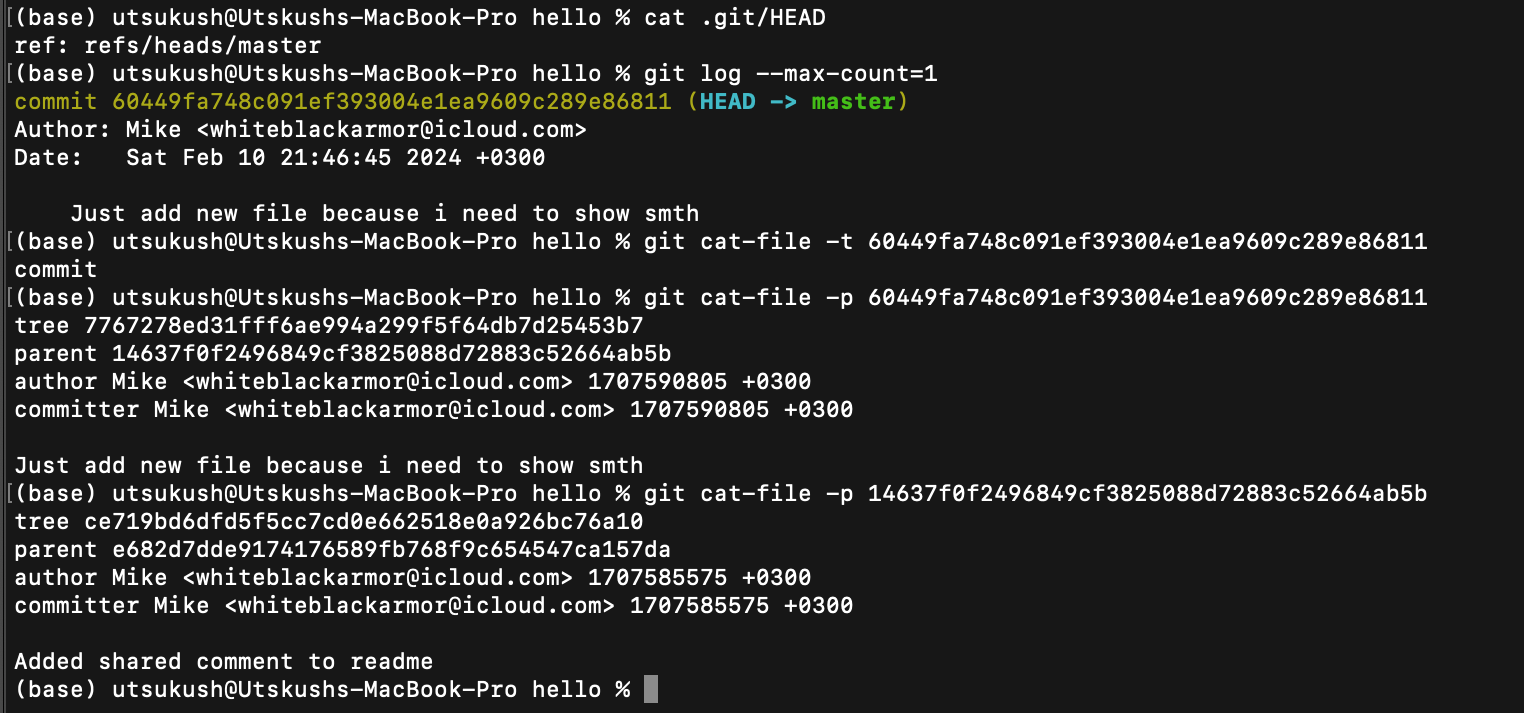 [(base) utsukush@Utskushs-MacBook-Pro hello % cat .git/HEAD
ref: refs/heads/master
[(base) utsukush@Utskushs-MacBook-Pro hello % git log --max-count=1
commit 60449fa748c091ef393004e1ea9609c289e86811 (HEAD -> master)
Author: Mike <whiteblackarmor@icloud.com>
Date:   Sat Feb 10 21:46:45 2024 +0300

    Just add new file because i need to show smth
[(base) utsukush@Utskushs-MacBook-Pro hello % git cat-file -t 60449fa748c091ef393004e1ea9609c289e86811
commit
[(base) utsukush@Utskushs-MacBook-Pro hello % git cat-file -p 60449fa748c091ef393004e1ea9609c289e86811
tree 7767278ed31fff6ae994a299f5f64db7d25453b7
parent 14637f0f2496849cf3825088d72883c52664ab5b
author Mike <whiteblackarmor@icloud.com> 1707590805 +0300
committer Mike <whiteblackarmor@icloud.com> 1707590805 +0300

Just add new file because i need to show smth
[(base) utsukush@Utskushs-MacBook-Pro hello % git cat-file -p 14637f0f2496849cf3825088d72883c52664ab5b
tree ce719bd6dfd5f5cc7cd0e662518e0a926bc76a10
parent e682d7dde9174176589fb768f9c654547ca157da
author Mike <whiteblackarmor@icloud.com> 1707585575 +0300
committer Mike <whiteblackarmor@icloud.com> 1707585575 +0300

Added shared comment to readme
(base) utsukush@Utskushs-MacBook-Pro hello %